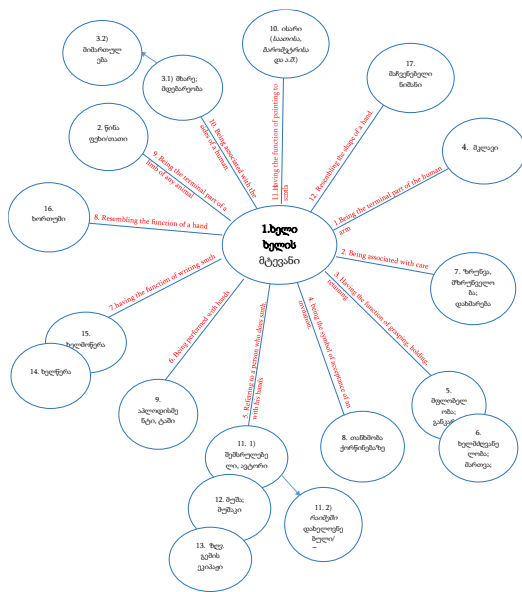 1.ხელი
ხელის
მტევანი
1.Being the terminal part of the human
arm
4. მკლავი
2. Being associated with care
7. ზრუნვა,
მზრუნველო
ბა;
დახმარება
3. Having the function of grasping, holding,
retaining
5.
მფლობელ
ობა;
6.
ხელმძღვანე
ლობა;
მართვა;
4. being the symbol of acceptance of an
invitation.
8. თანხმობა
ქორწინებაზე
5. Referring to a person who does smth
with his hands
11. 1)
შემსრულებე
ლი, ავტორი
11. 2)
რაიმეში
დახელოვნე
ბული/
–
12. მუშა;
მუშაკი
13. ზღვ.
გემის
ეკიპაჟი
6. Being performed with hands
9.
აპლოდისმე
ნტი, ტაში
7.having the function of writing smth
15.
ხელმოწერა
14. ხელწერა
8. Resembling the function of a hand
16.
ხორთუმი
9. Being the terminal part of a
limb of any animal
2. წინა
ფეხი/თათი
10. Being associated with the
sides of a human
3.1) მხარე;
მდებარეობა
3.2)
მიმართულ
ება
11.Having the function of pointing to
smth
10. ისარი
(საათისა,
ბარომეტრისა
და ა.შ)
12. Resembling the shape of a hand.
17.
მაჩვენებელი
ნიშანი